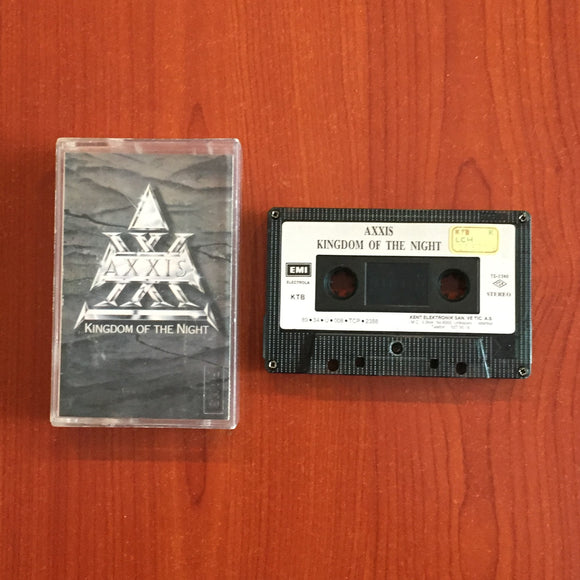 AXXIS
KINGDOM OF THE NIGHT
AXXIS
KINGDOM OF THE NIGHT
LCH
EMI
ELECTROLA
KTB
STEREO
KENT ELEKTRONIK SAN. VE TIC. A.S.